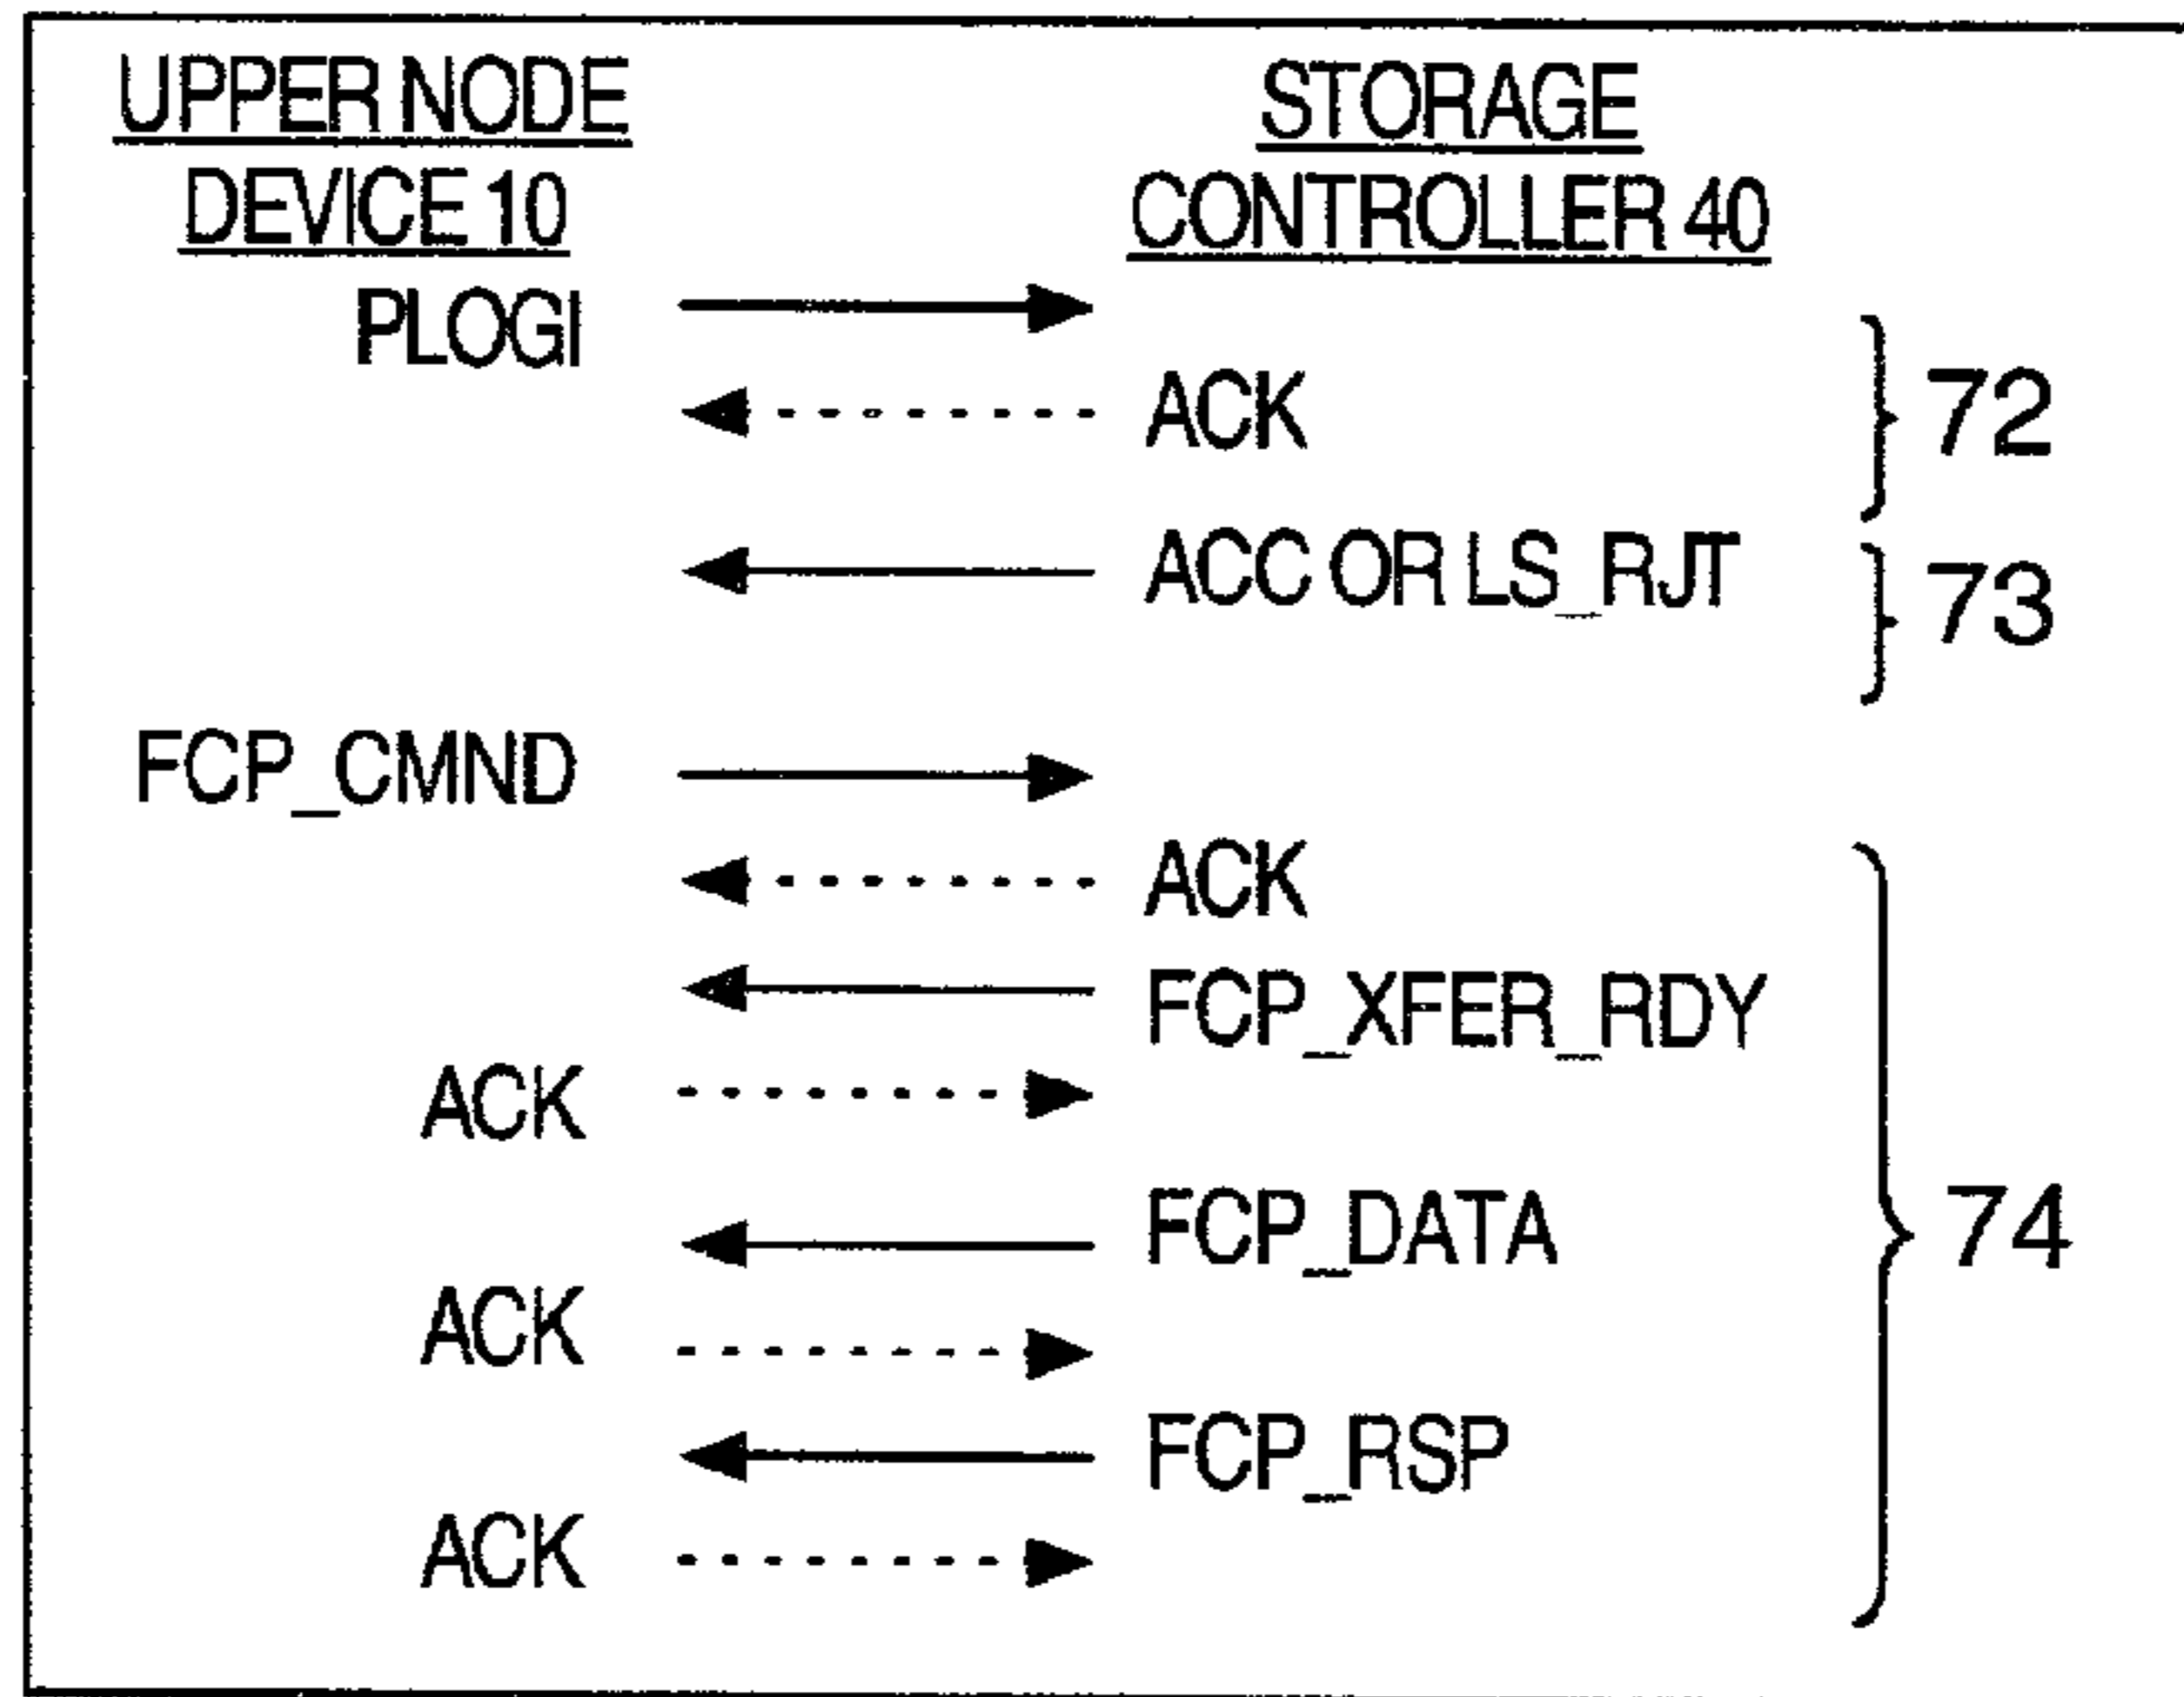 UPPER NODE
DEVICE 10
STORAGE
CONTROLLER 40
PLOGI
ACK
72
ACC OR LS_RJT
73
FCP_CMND
ACK
FCP_XFER_RDY
ACK
FCP_DATA
74
ACK
FCP_RSP
ACK